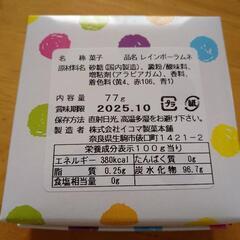 名 称 菓子 品名 レインボーラムネ
原材料名 砂糖(国内製造)、澱粉/酸味料、
増粘剤(アラビアガム)、香料、
着色料(黄4、赤106、青1)
内容量 77g
賞味期限 2025.10
保存方法 直射日光、高温多湿をお避け下さい
製造者 株式会社イコマ製菓本舗
奈良県生駒市俵口町1421-2
栄養成分表示100g当り
エネルギー 380kcal たんぱく質 0g
脂質 0.25g 炭水化物 96.7g
食塩相当量 0g